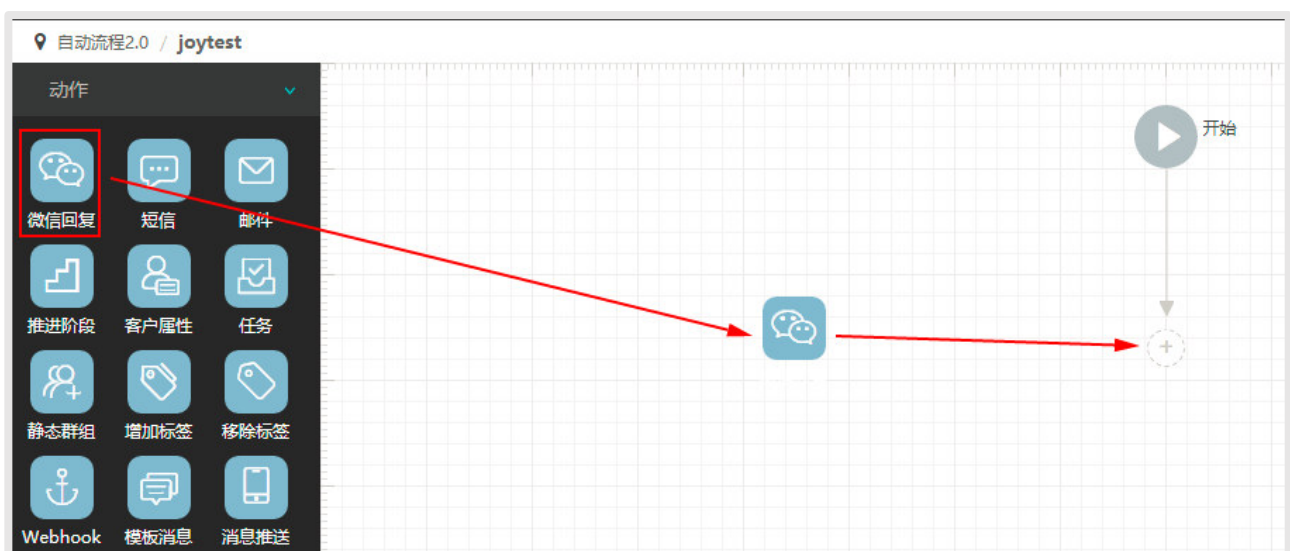 自动流程2.0 / joytest
动作
开始
微信回复 短信 邮件
推进阶段 客户属性 任务
静态群组 增加标签 移除标签
Webhook 模板消息 消息推送